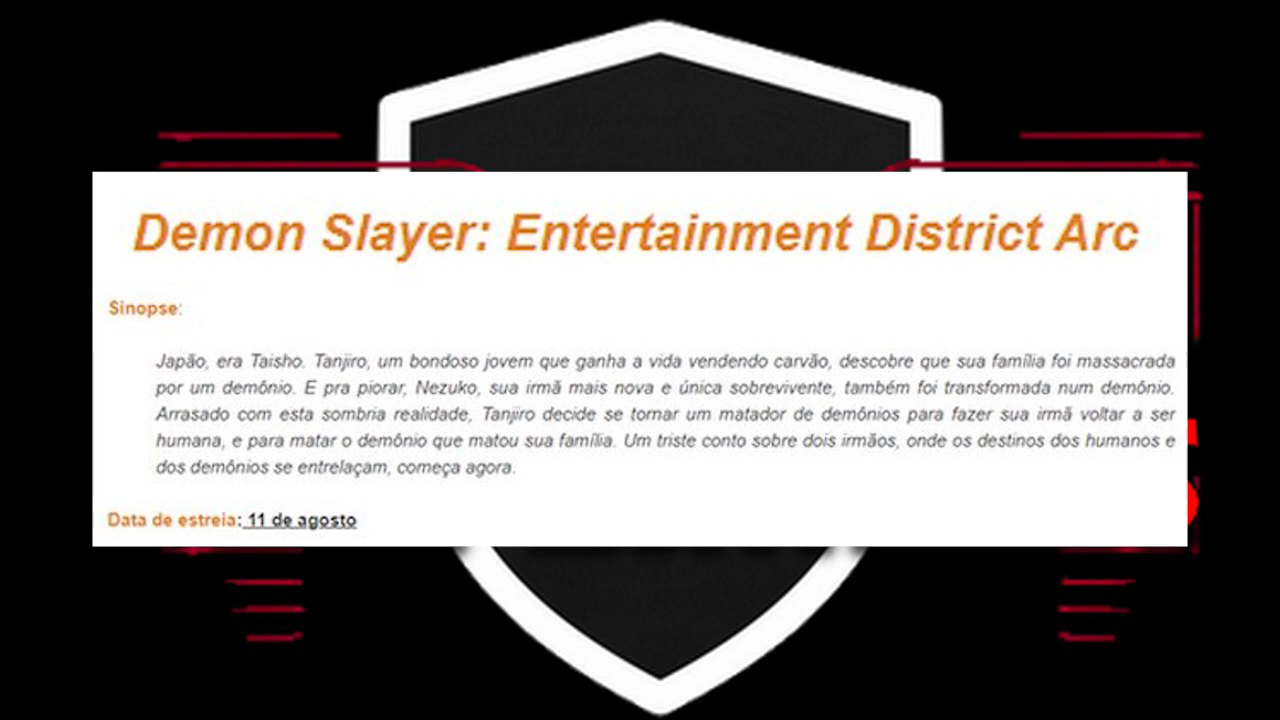 Demon Slayer: Entertainment District Arc
Sinopse:
Japão, era Taisho. Tanjiro, um bondoso jovem que ganha a vida vendendo carvão, descobre que sua família foi massacrada
por um demônio. E pra piorar, Nezuko, sua irmã mais nova e única sobrevivente, também foi transformada num demônio.
Arrasado com esta sombria realidade, Tanjiro decide se tornar um matador de demônios para fazer sua irmã voltar a ser
humana, e para matar o demônio que matou sua família. Um triste conto sobre dois irmãos, onde os destinos dos humanos e
dos demônios se entrelaçam, começa agora.
Data de estreia: 11 de agosto